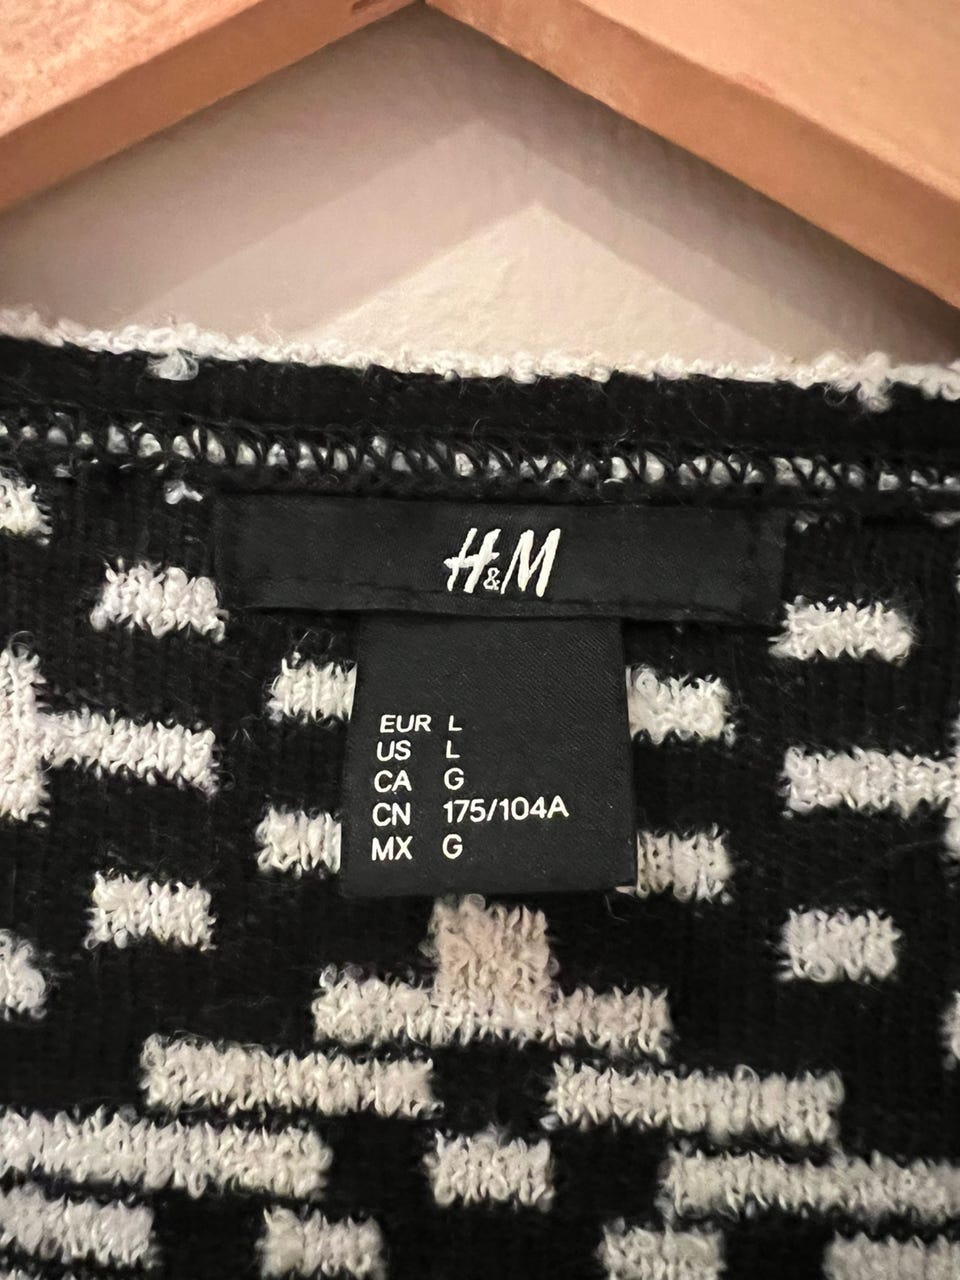 H&M
EUR L
US L
CA G
CN 175/104A
MX G